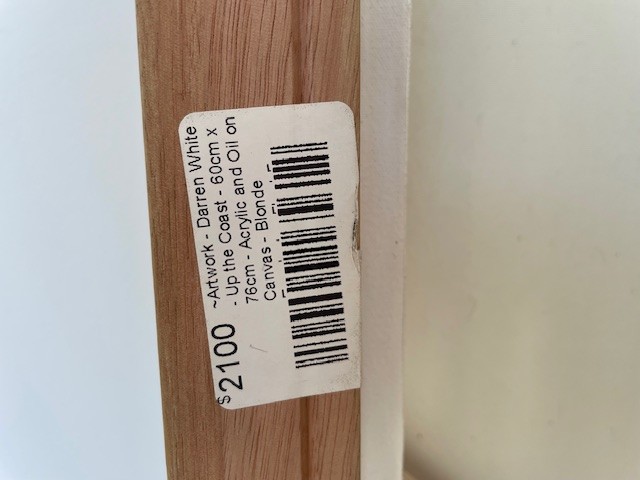 ~Artwork - Darren White
- Up the Coast - 60cm x
76cm - Acrylic and Oil on
Canvas - Blonde
$2100